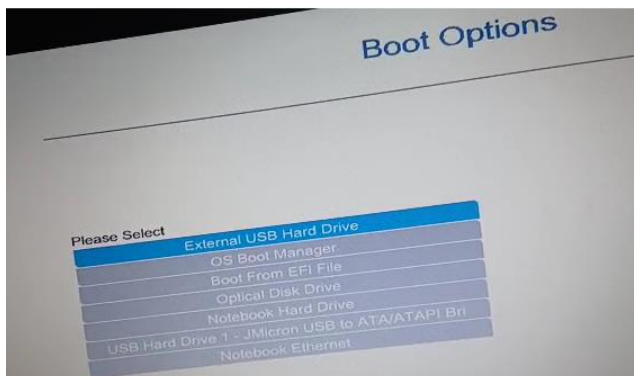 Boot Options
Please Select
External USB Hard Drive
OS Boot Manager
Boot From EFI File
Optical Disk Drive
Notebook Hard Drive
USB Hard Drive 1 - JMicron USB to ATA/ATAPI Bri
Notebook Ethernet